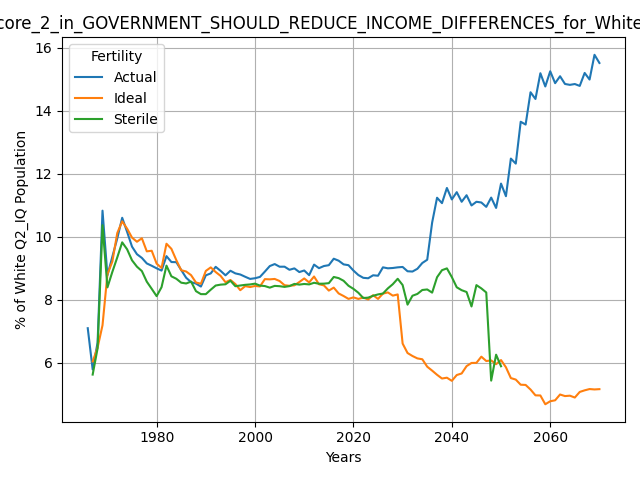 core_2_in_GOVERNMENT_SHOULD_REDUCE_INCOME_DIFFERENCES_for_White
Fertility
Actual
Ideal
Sterile
% of White Q2_IQ Population
16
14
12
10
8
6
1980
2000
2020
2040
2060
Years